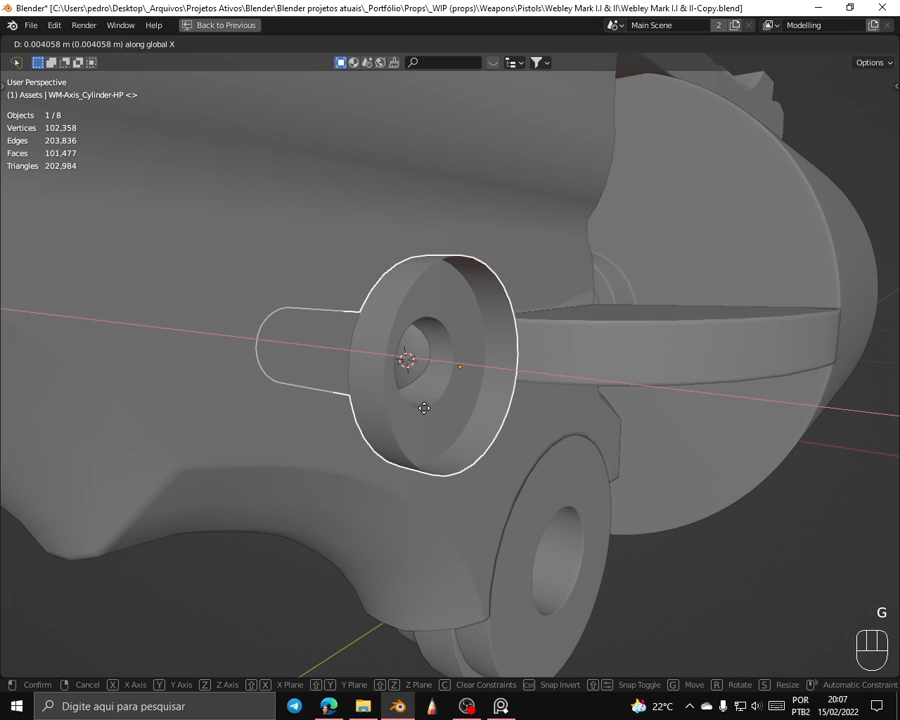 Blender* [C:\Users\pedro\Desktop\_Arquivos\Projetos Ativos\Blender\Blender projetos atuais\_Portfólio\Props\_WIP (props)\Weapons\Pistols\Webley Mark I.I & II\Webley Mark I.I & II-Copy.blend]
File Edit Render Window Help Back to Previous Main Scene 2 Modelling
D: 0.004058 m (0.004058 m) along global X
Options
User Perspective
(1) Assets | WM-Axis_Cylinder-HP <>
Objects 1 / 8
Vertices 102,358
Edges 203,836
Faces 101,477
Triangles 202,984
G
Confirm Cancel X X Axis Y Y Axis Z Z Axis X X Plane Y Y Plane Z Z Plane C Clear Constraints Ctrl Snap Invert Snap Toggle G Move R Rotate S Resize Automatic Constraint
Digite aqui para pesquisar 22°C POR 20:07
PTB2 15/02/2022